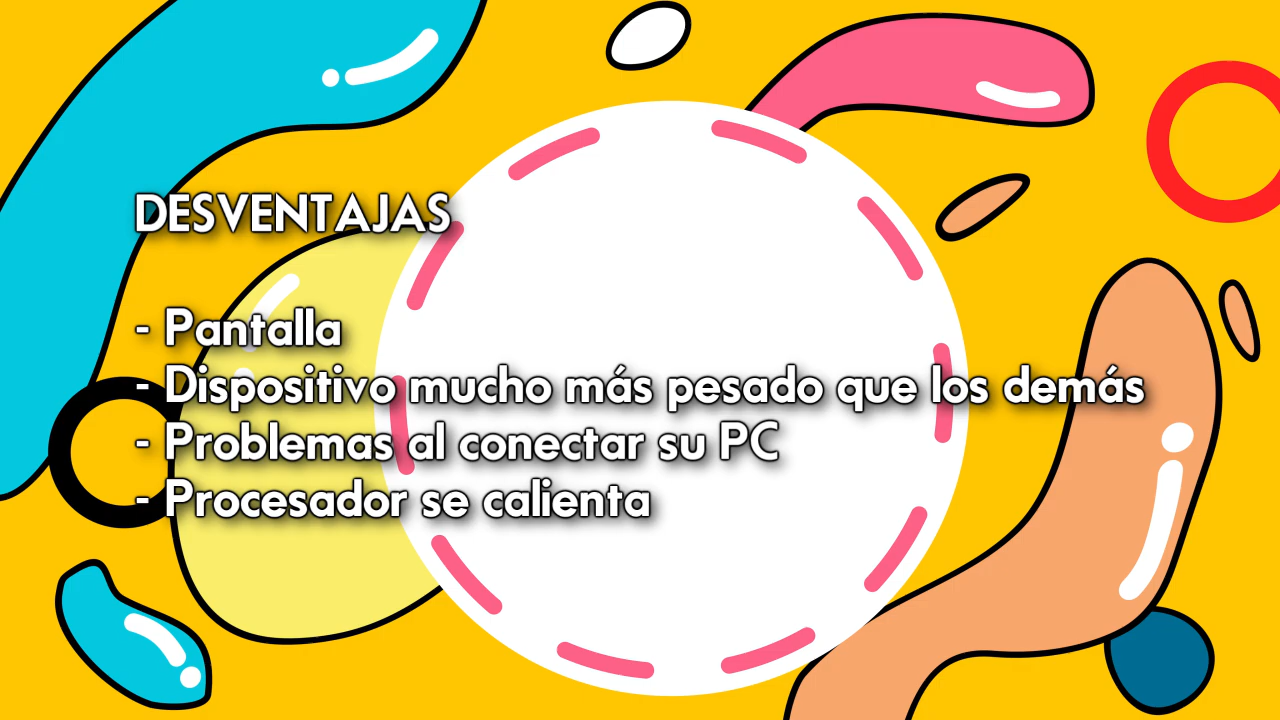 DESVENTAJAS
- Pantalla
- Dispositivo mucho más pesado que los demás
- Problemas al conectar su PC
- Procesador se calienta